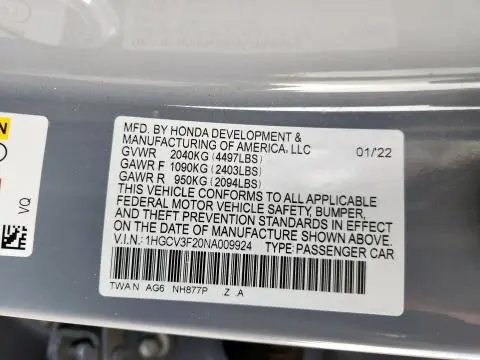 MFD. BY HONDA DEVELOPMENT &
MANUFACTURING OF AMERICA, LLC 01/22
GVWR 2040KG (4497LBS)
GAWR F 1090KG (2403LBS)
GAWR R 950KG (2094LBS)
THIS VEHICLE CONFORMS TO ALL APPLICABLE
FEDERAL MOTOR VEHICLE SAFETY, BUMPER,
AND THEFT PREVENTION STANDARDS IN EFFECT
ON THE DATE OF MANUFACTURE SHOWN ABOVE.
V.I.N.: 1HGCV3F20NA009924 TYPE PASSENGER CAR
TWA N AG6 NH877P Z A
VQ